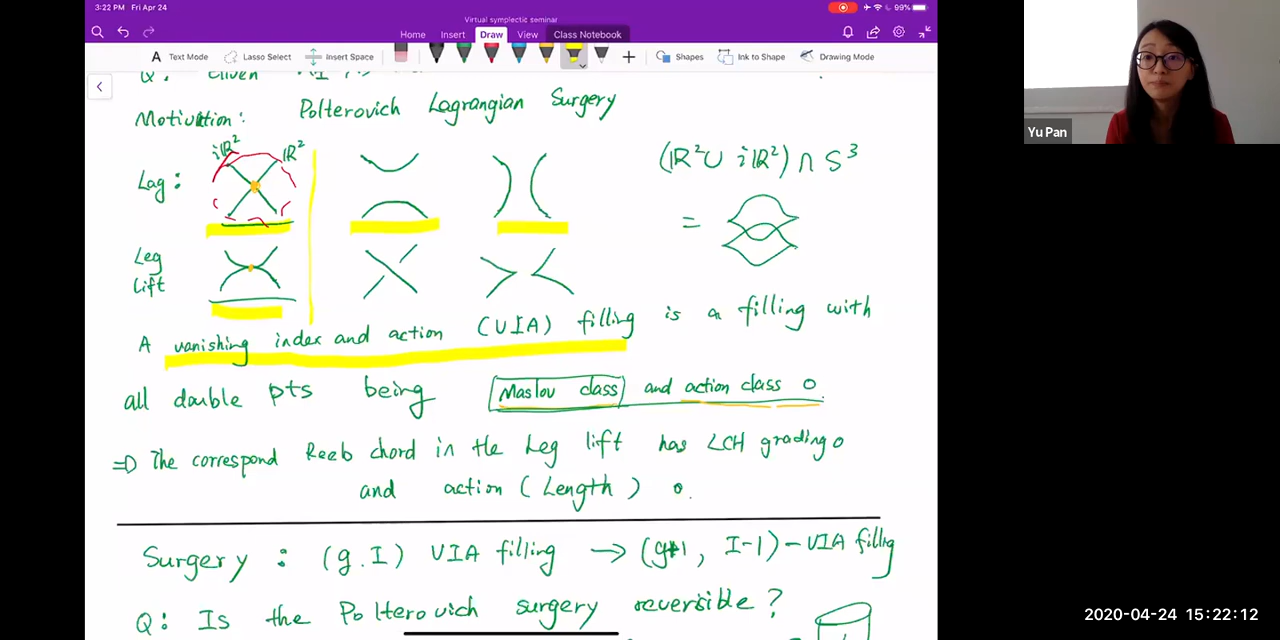 3:22 PM Fri Apr 24
99%
Virtual symplectic seminar
Home Insert Draw View Class Notebook
Text Mode Lasso Select Insert Space Shapes Ink to Shape Drawing Mode
Q: Given
Motivation: Polterovich Lagrangian Surgery
iℝ² ℝ²
(ℝ² ∪ iℝ²) ∩ S³
Lag:
=
Leg
lift
A vanishing index and action (VIA) filling is a filling with
all double pts being Maslov class and action class 0.
⇒ The correspond Reeb chord in the Leg lift has LCH grading 0
and action (Length) 0.
Surgery: (g.I) VIA filling → (g+1, I-1)-VIA filling
Q: Is the Polterovich surgery reversible?
Yu Pan
2020-04-24 15:22:12